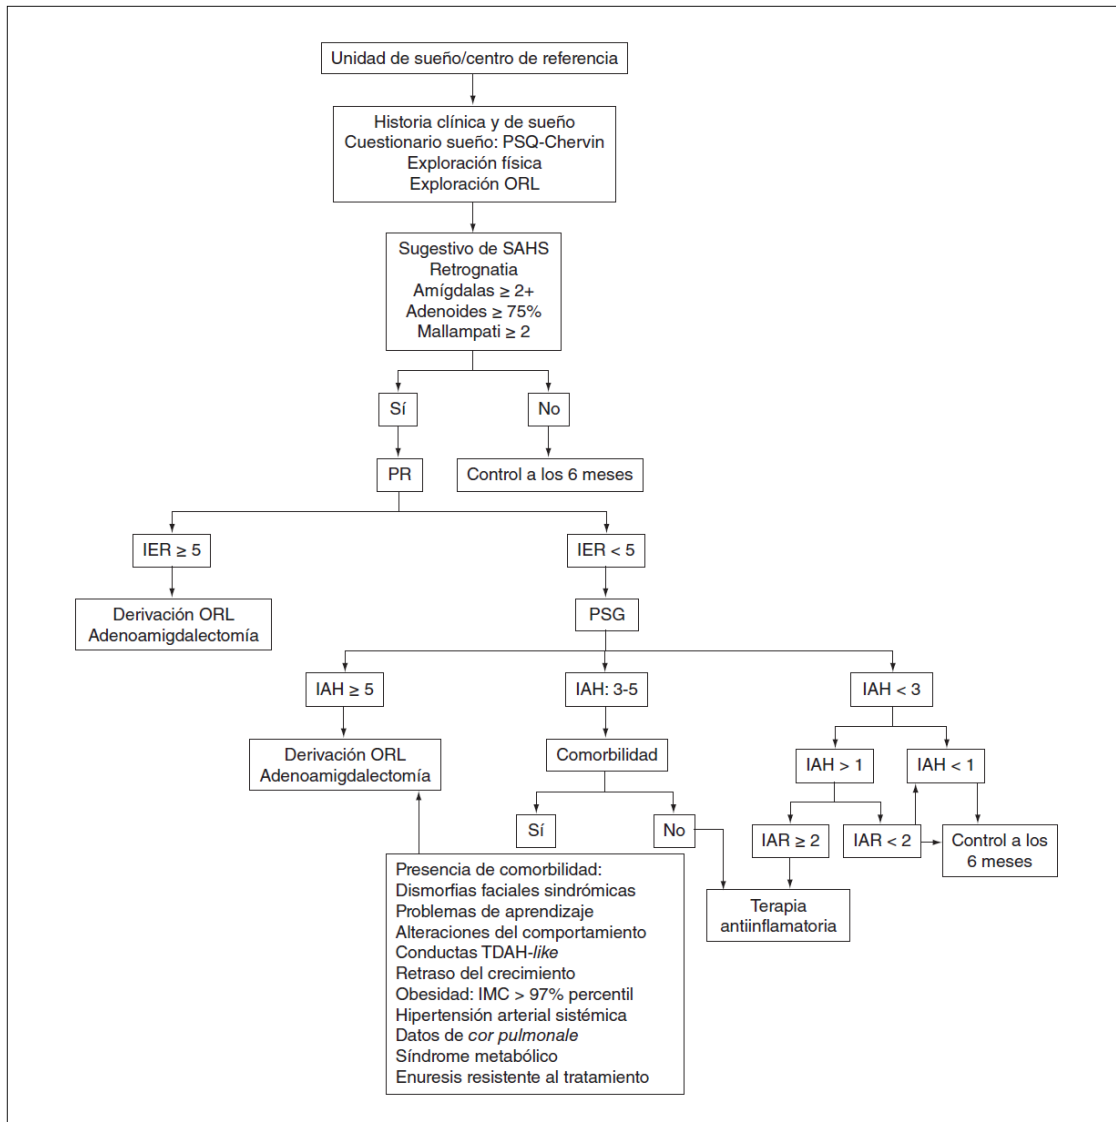 Unidad de sueño/centro de referencia
Historia clínica y de sueño
Cuestionario sueño: PSQ-Chervin
Exploración física
Exploración ORL
Sugestivo de SAHS
Retrognatia
Amígdalas ≥ 2+
Adenoides ≥ 75%
Mallampati ≥ 2
Sí
No
PR
Control a los 6 meses
IER ≥ 5
IER < 5
Derivación ORL
Adenoamigdalectomía
PSG
IAH ≥ 5
IAH: 3-5
IAH < 3
Derivación ORL
Adenoamigdalectomía
Comorbilidad
IAH > 1
IAH < 1
Sí
No
IAR ≥ 2
IAR < 2
Control a los
6 meses
Presencia de comorbilidad:
Dismorfias faciales sindrómicas
Problemas de aprendizaje
Alteraciones del comportamiento
Conductas TDAH-like
Retraso del crecimiento
Obesidad: IMC > 97% percentil
Hipertensión arterial sistémica
Datos de cor pulmonale
Síndrome metabólico
Enuresis resistente al tratamiento
Terapia
antiinflamatoria